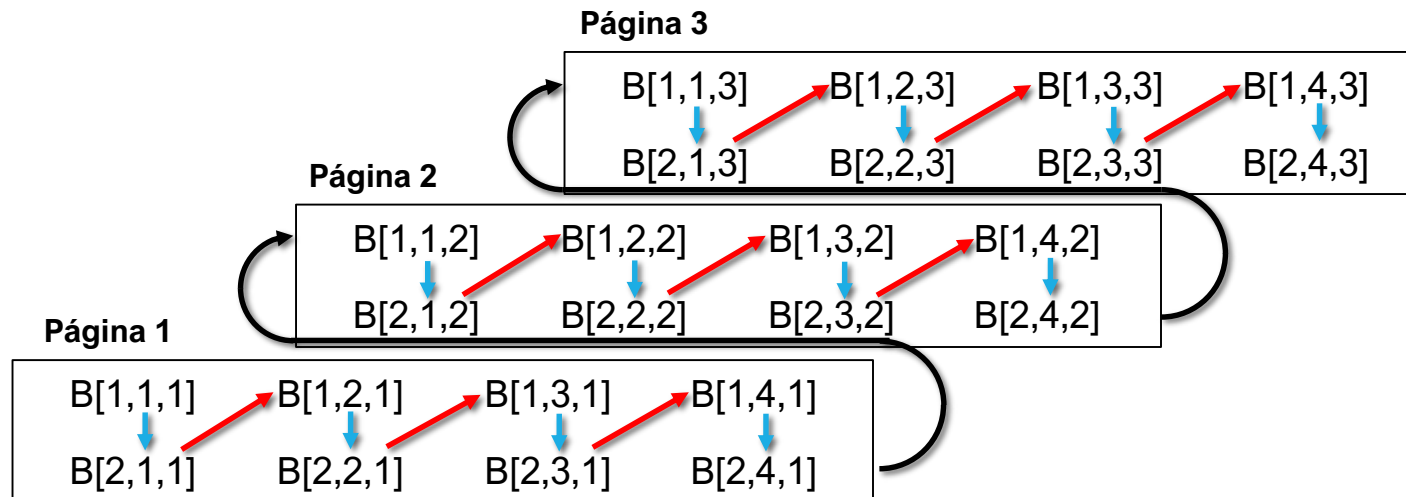 Página 3
B[1,1,3] B[1,2,3] B[1,3,3] B[1,4,3]
B[2,1,3] B[2,2,3] B[2,3,3] B[2,4,3]
Página 2
B[1,1,2] B[1,2,2] B[1,3,2] B[1,4,2]
B[2,1,2] B[2,2,2] B[2,3,2] B[2,4,2]
Página 1
B[1,1,1] B[1,2,1] B[1,3,1] B[1,4,1]
B[2,1,1] B[2,2,1] B[2,3,1] B[2,4,1]